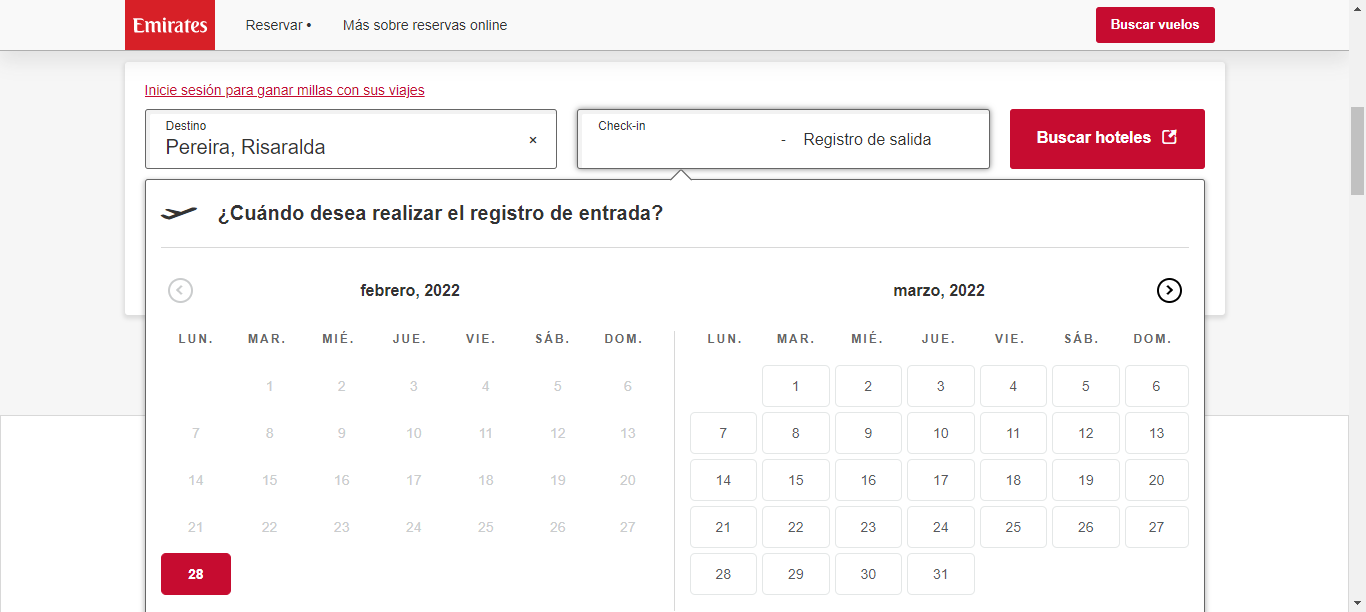 Emirates Reservar • Más sobre reservas online Buscar vuelos
Inicie sesión para ganar millas con sus viajes
Destino
Pereira, Risaralda ×
Check-in
- Registro de salida
Buscar hoteles
¿Cuándo desea realizar el registro de entrada?
febrero, 2022
LUN. MAR. MIÉ. JUE. VIE. SÁB. DOM.
1 2 3 4 5 6
7 8 9 10 11 12 13
14 15 16 17 18 19 20
21 22 23 24 25 26 27
28
marzo, 2022
LUN. MAR. MIÉ. JUE. VIE. SÁB. DOM.
1 2 3 4 5 6
7 8 9 10 11 12 13
14 15 16 17 18 19 20
21 22 23 24 25 26 27
28 29 30 31